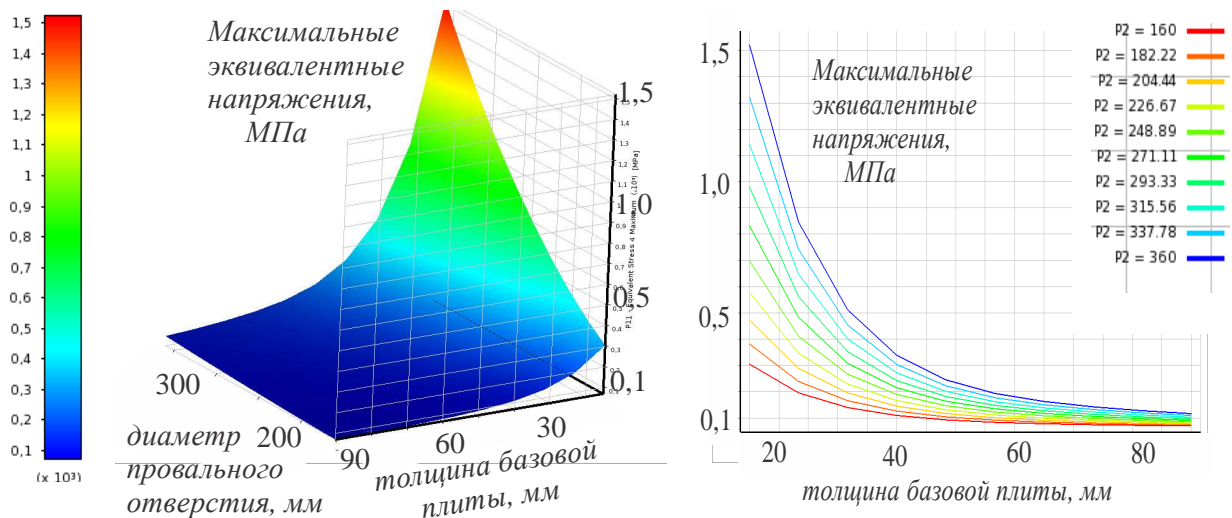 1,5
1,4
1,3
1,2
1,1
1
0,9
0,8
0,7
0,6
0,5
0,4
0,3
0,2
0,1
(x 10³)
Максимальные
эквивалентные
напряжения,
МПа
1,5
1,0
0,5
0,1
300
200
90
60
30
диаметр
провального
отверстия, мм
толщина базовой
плиты, мм
1,5
1,0
0,5
0,1
Максимальные
эквивалентные
напряжения,
МПа
P2 = 160
P2 = 182.22
P2 = 204.44
P2 = 226.67
P2 = 248.89
P2 = 271.11
P2 = 293.33
P2 = 315.56
P2 = 337.78
P2 = 360
20
40
60
80
толщина базовой плиты, мм